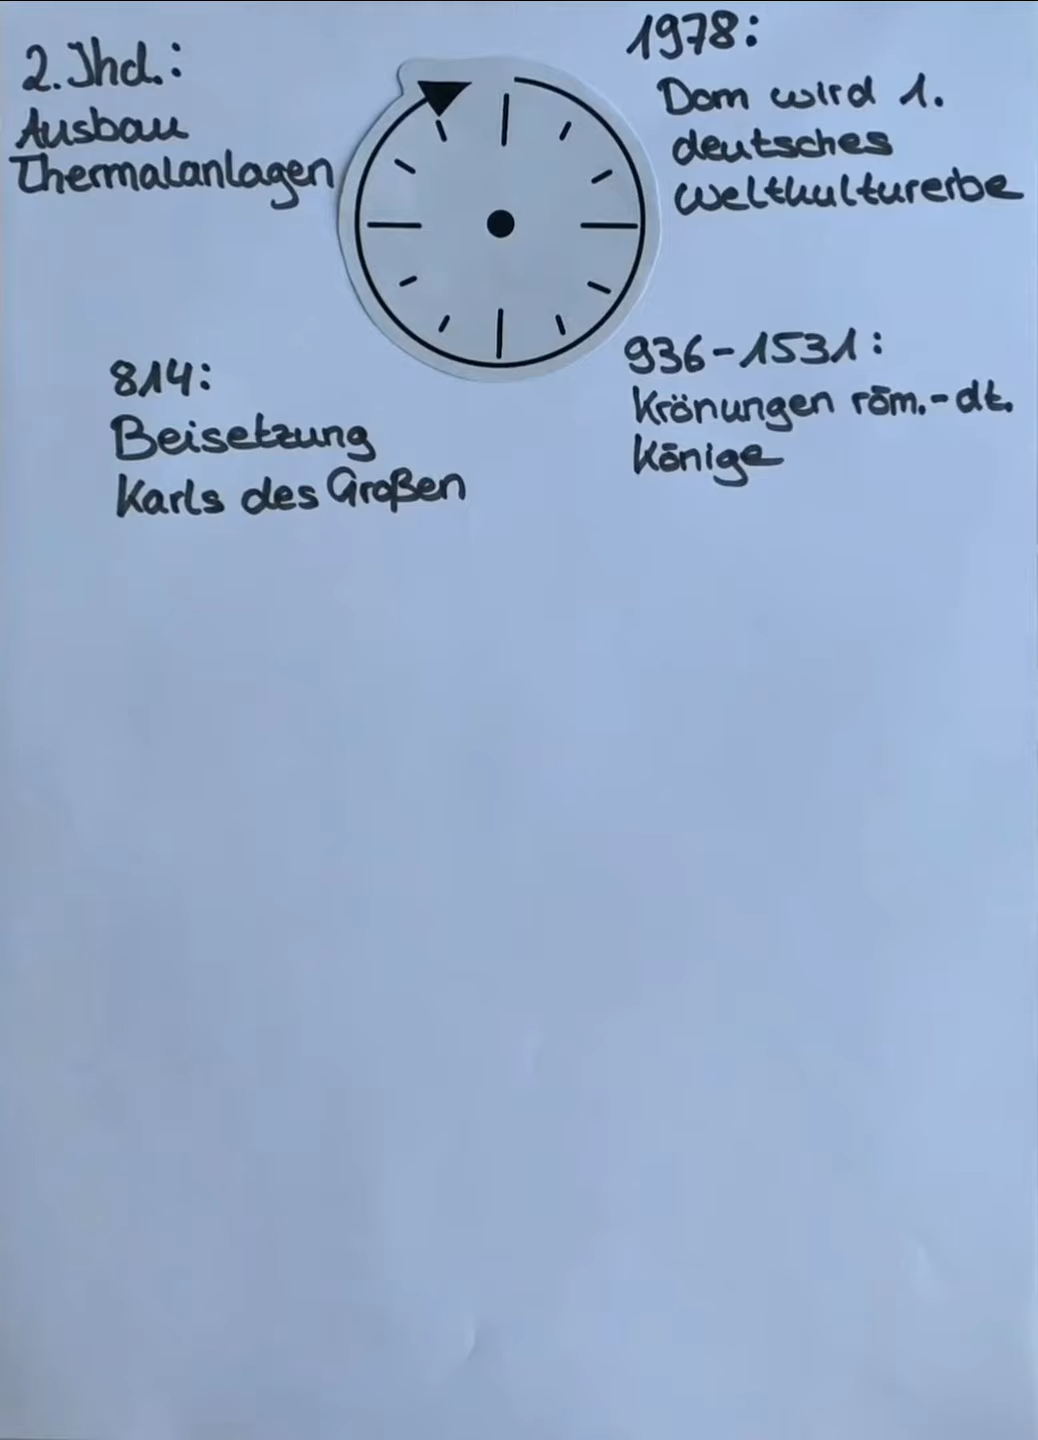 2. Jhd.:
Ausbau
Thermalanlagen
814:
Beisetzung
Karls des Großen
936-1531:
Krönungen röm.-dt.
Könige
1978:
Dom wird 1.
deutsches
Weltkulturerbe